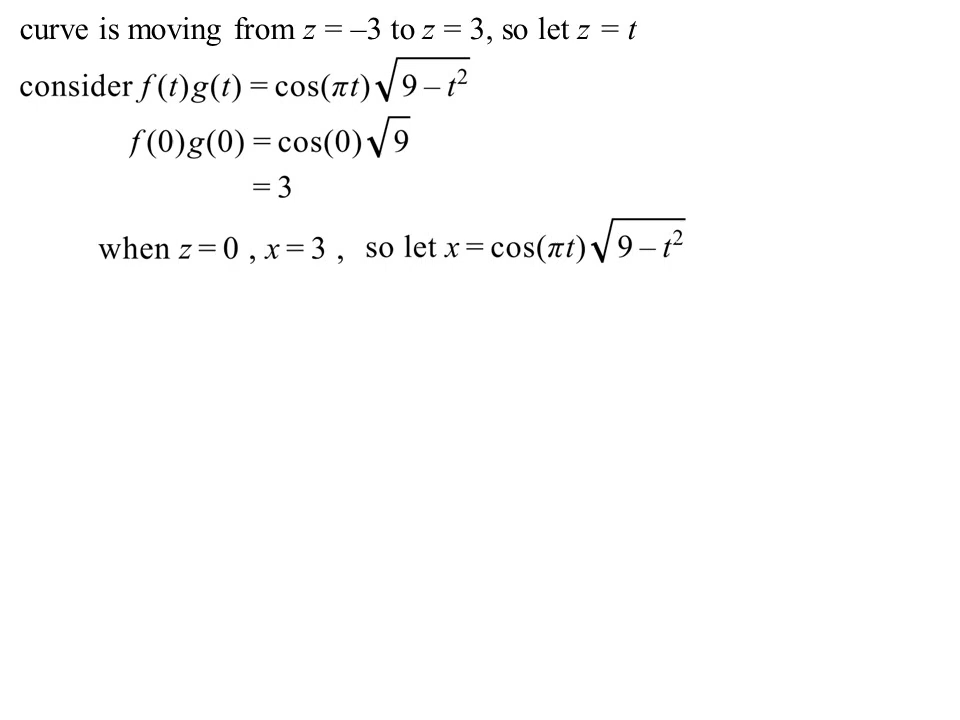 curve is moving from z = –3 to z = 3, so let z = t
consider f(t)g(t) = cos(πt)√(9 – t²)
f(0)g(0) = cos(0)√9
= 3
when z = 0 , x = 3 , so let x = cos(πt)√(9 – t²)